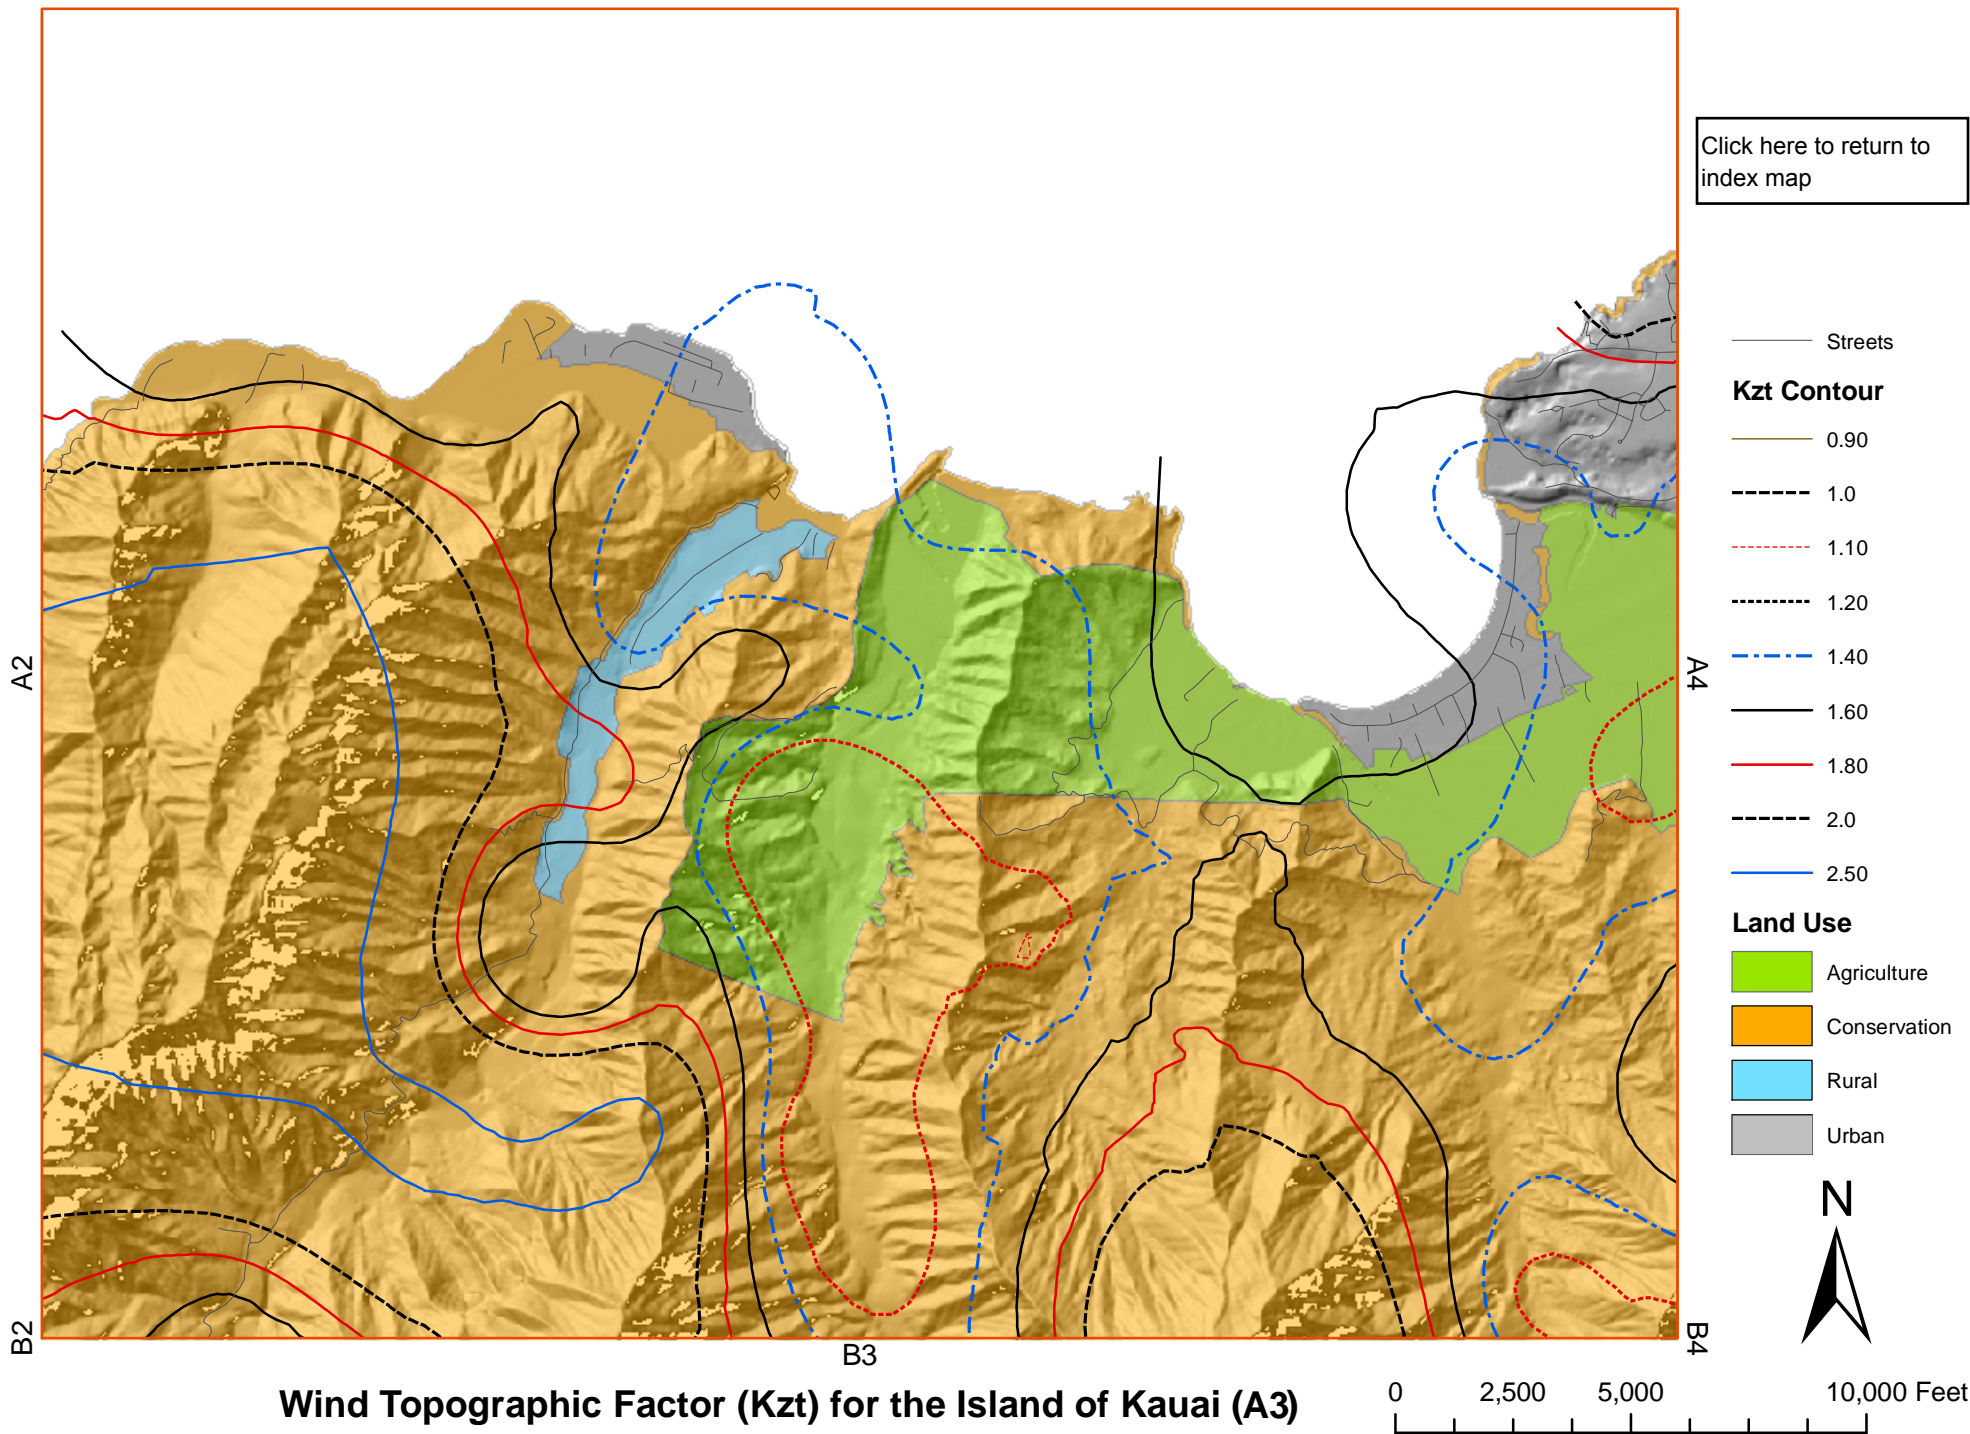 Click here to return to
index map
Streets
Kzt Contour
0.90
1.0
1.10
1.20
1.40
1.60
1.80
2.0
2.50
Land Use
Agriculture
Conservation
Rural
Urban
N
A2
A4
B2
B3
B4
Wind Topographic Factor (Kzt) for the Island of Kauai (A3)
0 2,500 5,000 10,000 Feet